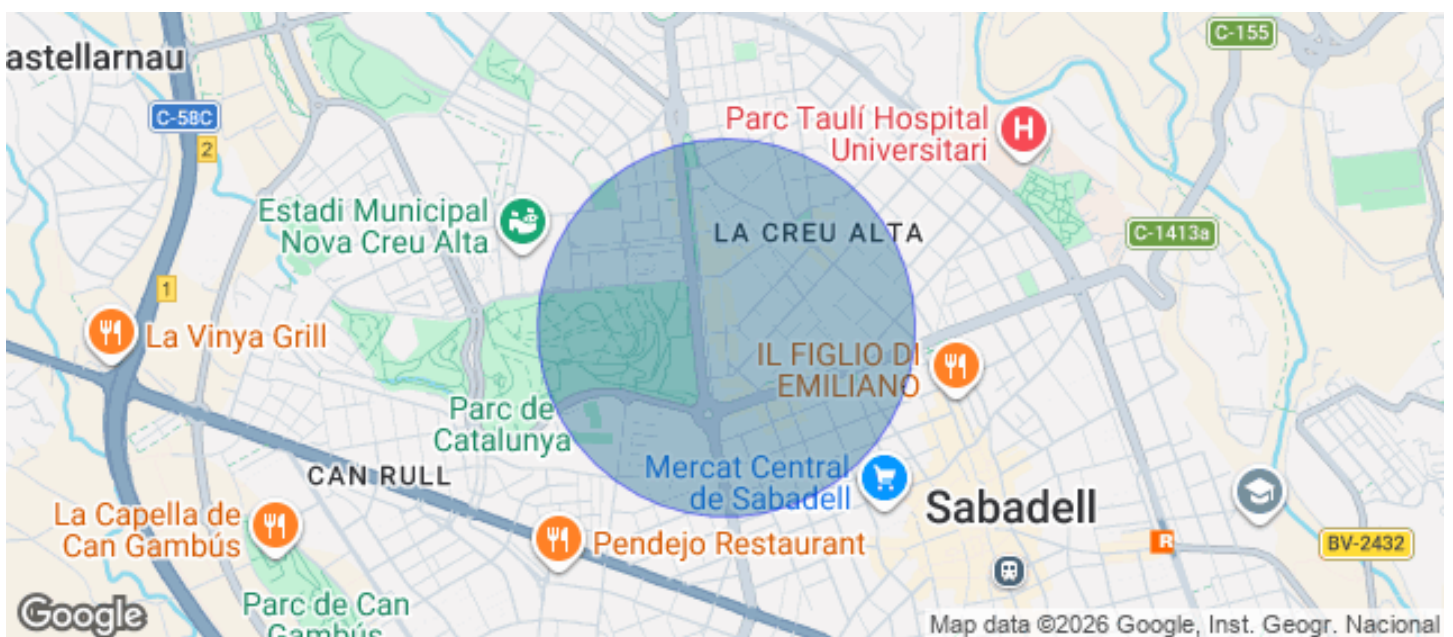 astellarnau
C-155
C-58C
2
Parc Taulí Hospital
Universitari
H
Estadi Municipal
Nova Creu Alta
LA CREU ALTA
C-1413a
1
La Vinya Grill
IL FIGLIO DI
EMILIANO
Parc de
Catalunya
CAN RULL
Mercat Central
de Sabadell
Sabadell
La Capella de
Can Gambús
Pendejo Restaurant
R
BV-2432
Parc de Can
Gambús
Google
Map data ©2026 Google, Inst. Geogr. Nacional